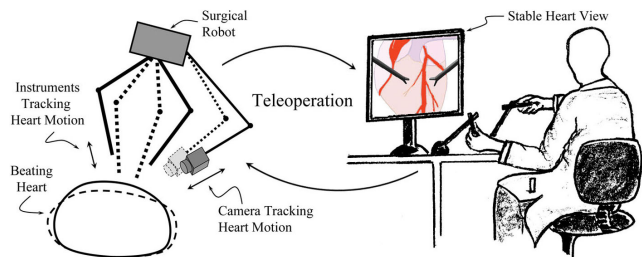 Surgical
Robot
Stable Heart View
Instruments
Tracking
Heart Motion
Teleoperation
Beating
Heart
Camera Tracking
Heart Motion